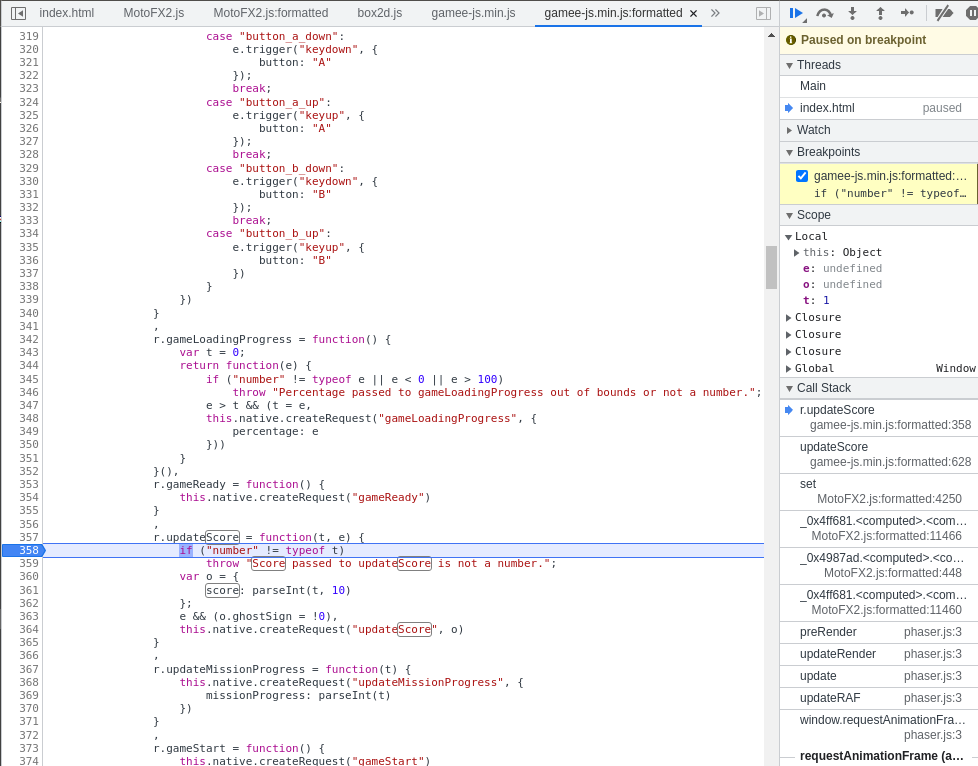 index.html MotoFX2.js MotoFX2.js:formatted box2d.js gamee-js.min.js gamee-js.min.js:formatted × »
319 case "button_a_down":
320 e.trigger("keydown", {
321 button: "A"
322 });
323 break;
324 case "button_a_up":
325 e.trigger("keyup", {
326 button: "A"
327 });
328 break;
329 case "button_b_down":
330 e.trigger("keydown", {
331 button: "B"
332 });
333 break;
334 case "button_b_up":
335 e.trigger("keyup", {
336 button: "B"
337 })
338 }
339 })
340 }
341 ,
342 r.gameLoadingProgress = function() {
343 var t = 0;
344 return function(e) {
345 if ("number" != typeof e || e < 0 || e > 100)
346 throw "Percentage passed to gameLoadingProgress out of bounds or not a number.";
347 e > t && (t = e,
348 this.native.createRequest("gameLoadingProgress", {
349 percentage: e
350 }))
351 }
352 }(),
353 r.gameReady = function() {
354 this.native.createRequest("gameReady")
355 }
356 ,
357 r.updateScore = function(t, e) {
358 if ("number" != typeof t)
359 throw "Score passed to updateScore is not a number.";
360 var o = {
361 score: parseInt(t, 10)
362 };
363 e && (o.ghostSign = !0),
364 this.native.createRequest("updateScore", o)
365 }
366 ,
367 r.updateMissionProgress = function(t) {
368 this.native.createRequest("updateMissionProgress", {
369 missionProgress: parseInt(t)
370 })
371 }
372 ,
373 r.gameStart = function() {
374 this.native.createRequest("gameStart")
Paused on breakpoint
Threads
Main
index.html paused
Watch
Breakpoints
gamee-js.min.js:formatted:…
if ("number" != typeof…
Scope
Local
this: Object
e: undefined
o: undefined
t: 1
Closure
Closure
Closure
Global Window
Call Stack
r.updateScore
gamee-js.min.js:formatted:358
updateScore
gamee-js.min.js:formatted:628
set
MotoFX2.js:formatted:4250
_0x4ff681.<computed>.<com…
MotoFX2.js:formatted:11466
_0x4987ad.<computed>.<co…
MotoFX2.js:formatted:448
_0x4ff681.<computed>.<com…
MotoFX2.js:formatted:11460
preRender phaser.js:3
updateRender phaser.js:3
update phaser.js:3
updateRAF phaser.js:3
window.requestAnimationFra…
phaser.js:3
requestAnimationFrame (a…